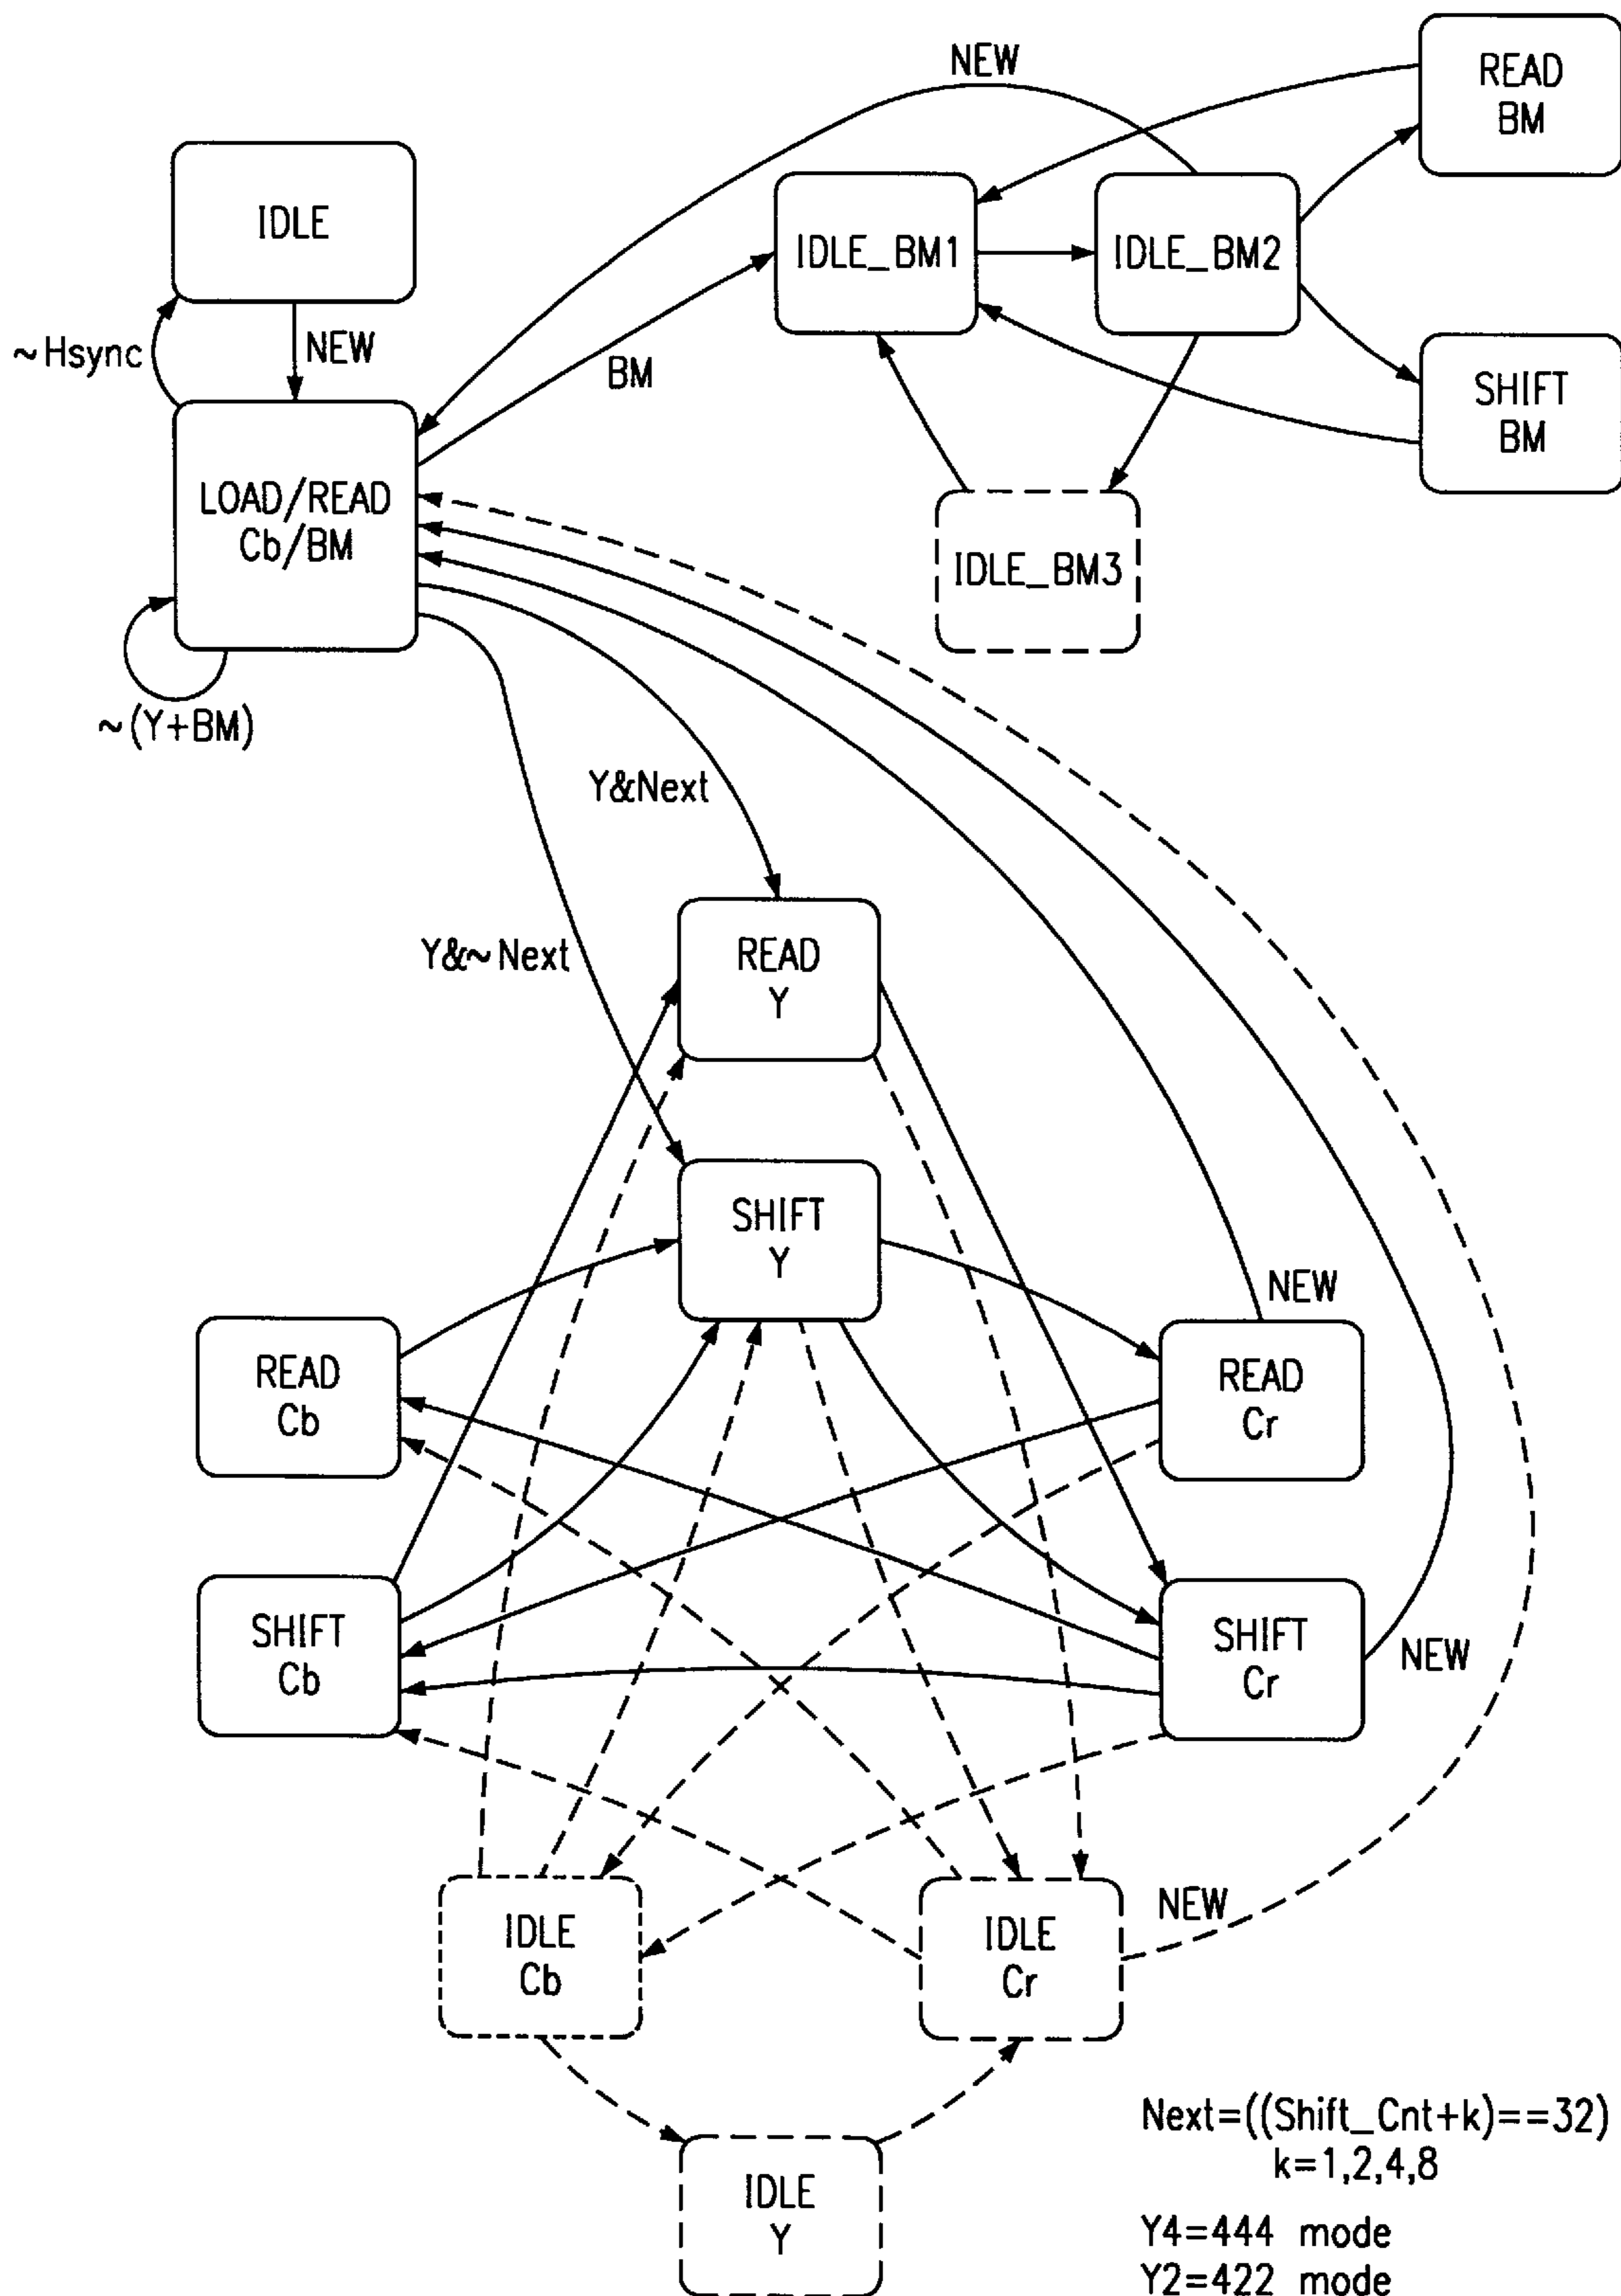 NEW
READ
BM
IDLE
IDLE_BM1
IDLE_BM2
~Hsync
NEW
BM
SHIFT
BM
LOAD/READ
Cb/BM
IDLE_BM3
~(Y+BM)
Y&Next
Y&~Next
READ
Y
SHIFT
Y
NEW
READ
Cb
READ
Cr
SHIFT
Cb
SHIFT
Cr
NEW
IDLE
Cb
IDLE
Cr
NEW
IDLE
Y
Next=((Shift_Cnt+k)==32)
k=1,2,4,8
Y4=444 mode
Y2=422 mode